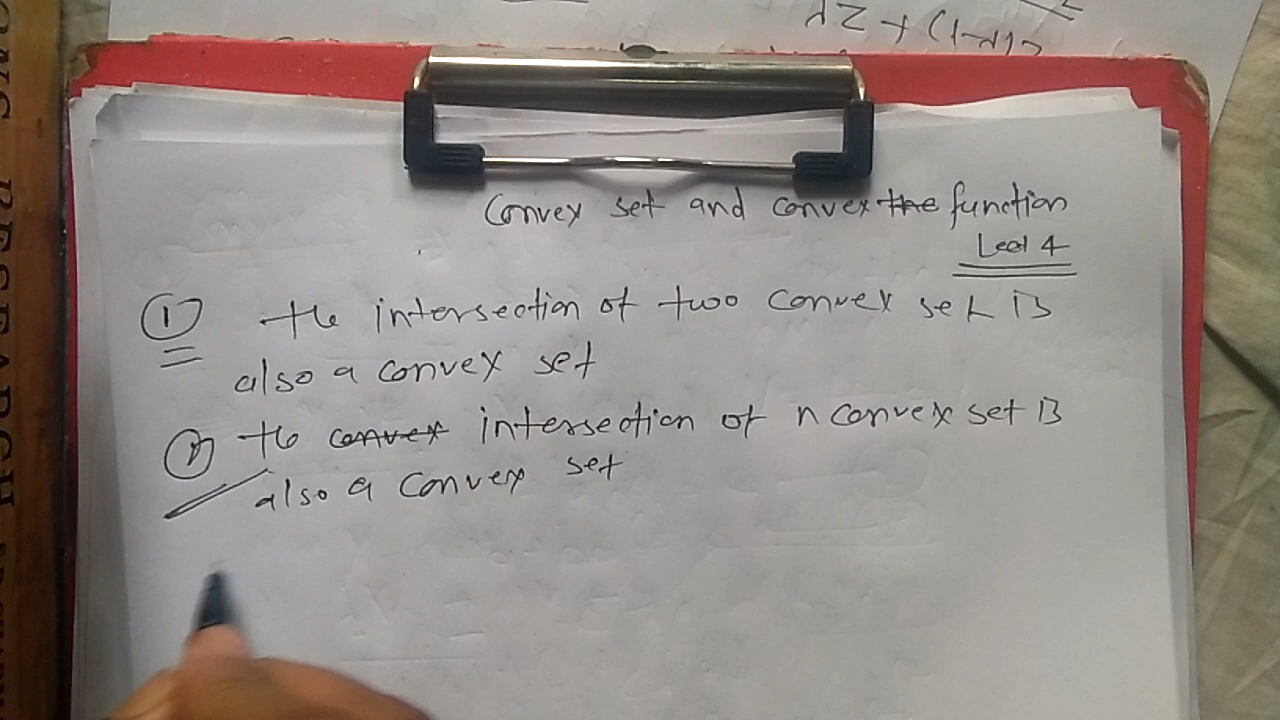 Convex set and convex the function
Lect 4
① the intersection of two convex set is
also a convex set
② the convex intersection of n convex set is
also a convex set